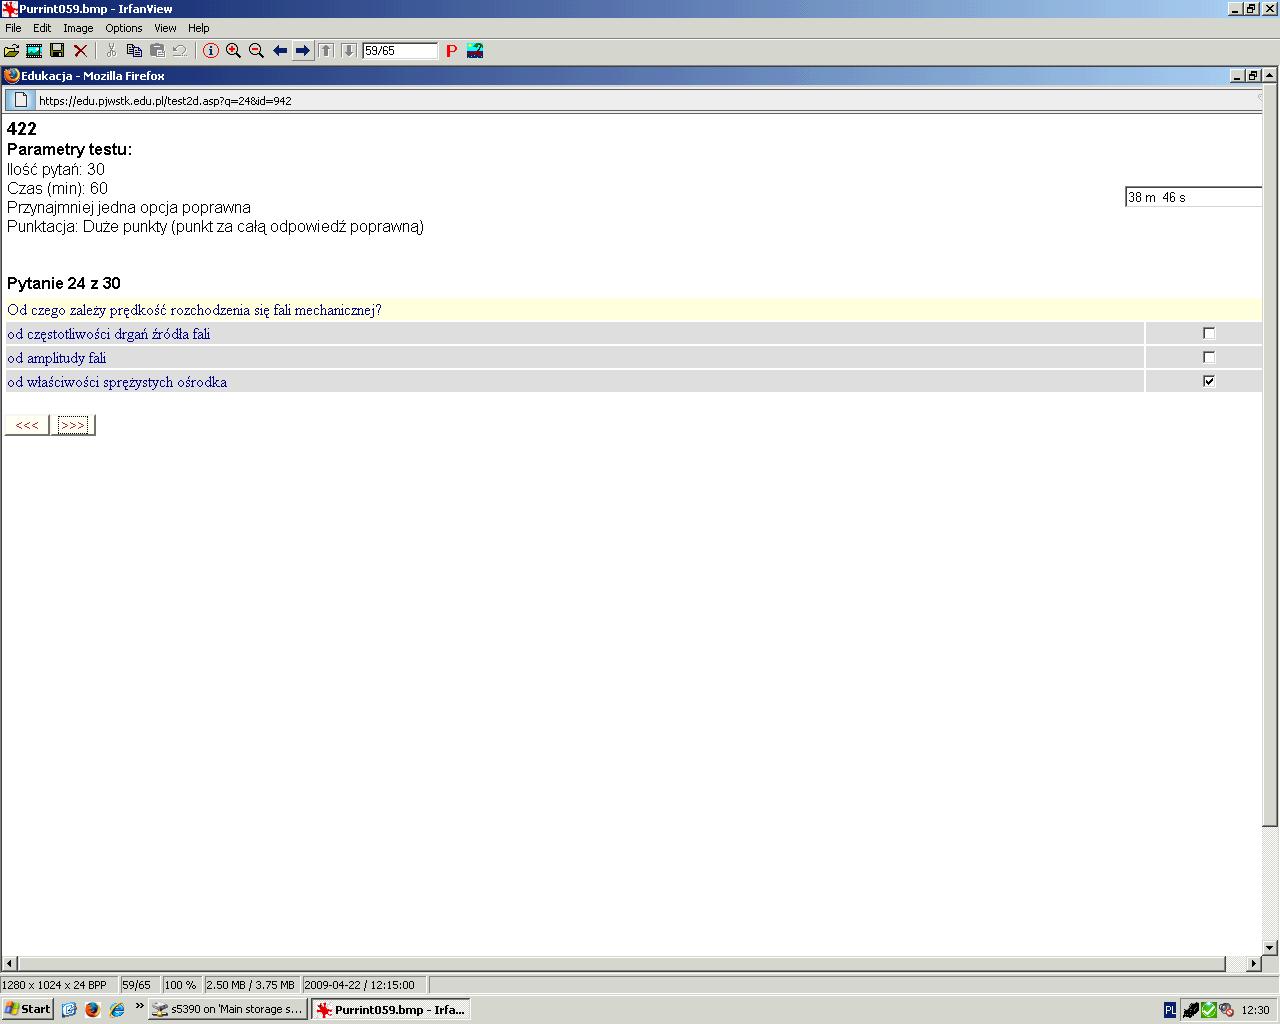 Purrint059.bmp - IrfanView
File Edit Image Options View Help
59/65 P
Edukacja - Mozilla Firefox
https://edu.pjwstk.edu.pl/test2d.asp?q=24&id=942
422
Parametry testu:
Ilość pytań: 30
Czas (min): 60
38 m 46 s
Przynajmniej jedna opcja poprawna
Punktacja: Duże punkty (punkt za całą odpowiedź poprawną)
Pytanie 24 z 30
Od czego zależy prędkość rozchodzenia się fali mechanicznej?
od częstotliwości drgań źródła fali
od amplitudy fali
od właściwości sprężystych ośrodka
<<< >>>
1280 x 1024 x 24 BPP 59/65 100 % 2.50 MB / 3.75 MB 2009-04-22 / 12:15:00
Start » s5390 on 'Main storage s... Purrint059.bmp - Irfa... PL 12:30